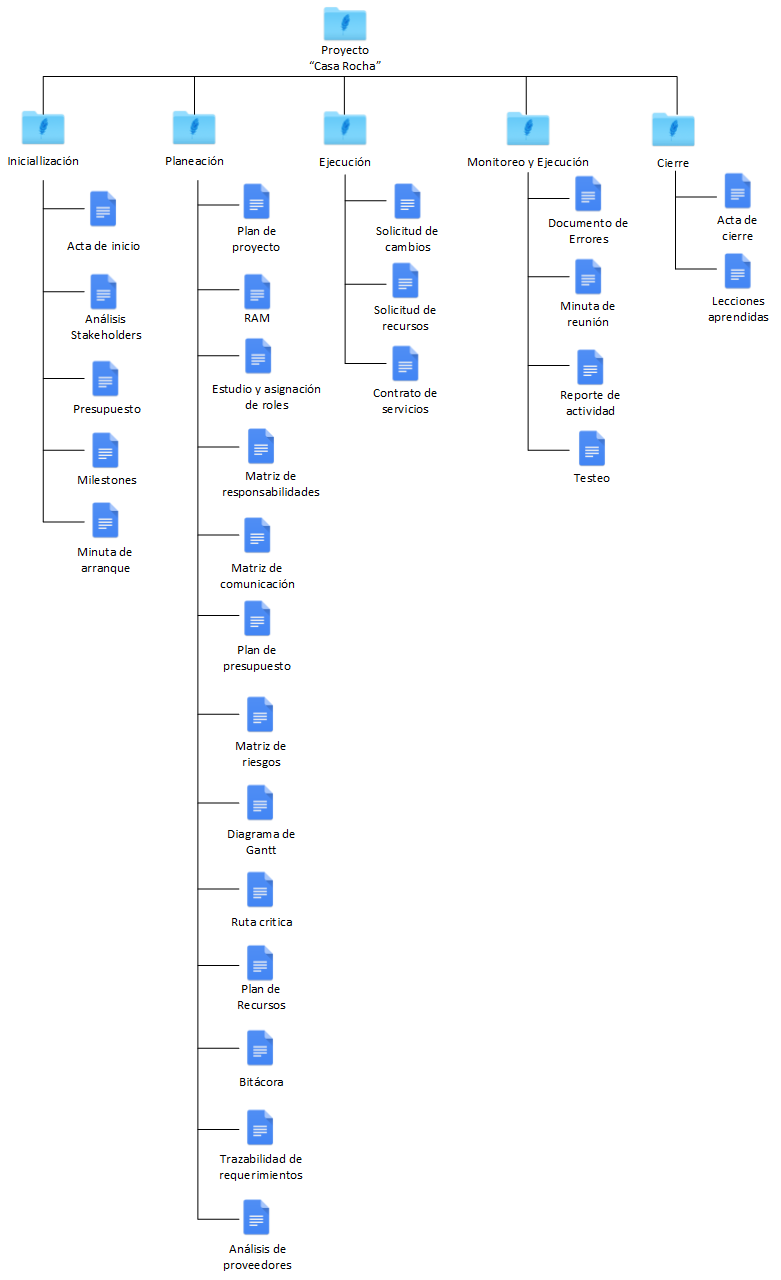 Proyecto
“Casa Rocha”
Iniciallización
Acta de inicio
Análisis
Stakeholders
Presupuesto
Milestones
Minuta de
arranque
Planeación
Plan de
proyecto
RAM
Estudio y asignación
de roles
Matriz de
responsabilidades
Matriz de
comunicación
Plan de
presupuesto
Matriz de
riesgos
Diagrama de
Gantt
Ruta critica
Plan de
Recursos
Bitácora
Trazabilidad de
requerimientos
Análisis de
proveedores
Ejecución
Solicitud de
cambios
Solicitud de
recursos
Contrato de
servicios
Monitoreo y Ejecución
Documento de
Errores
Minuta de
reunión
Reporte de
actividad
Testeo
Cierre
Acta de
cierre
Lecciones
aprendidas